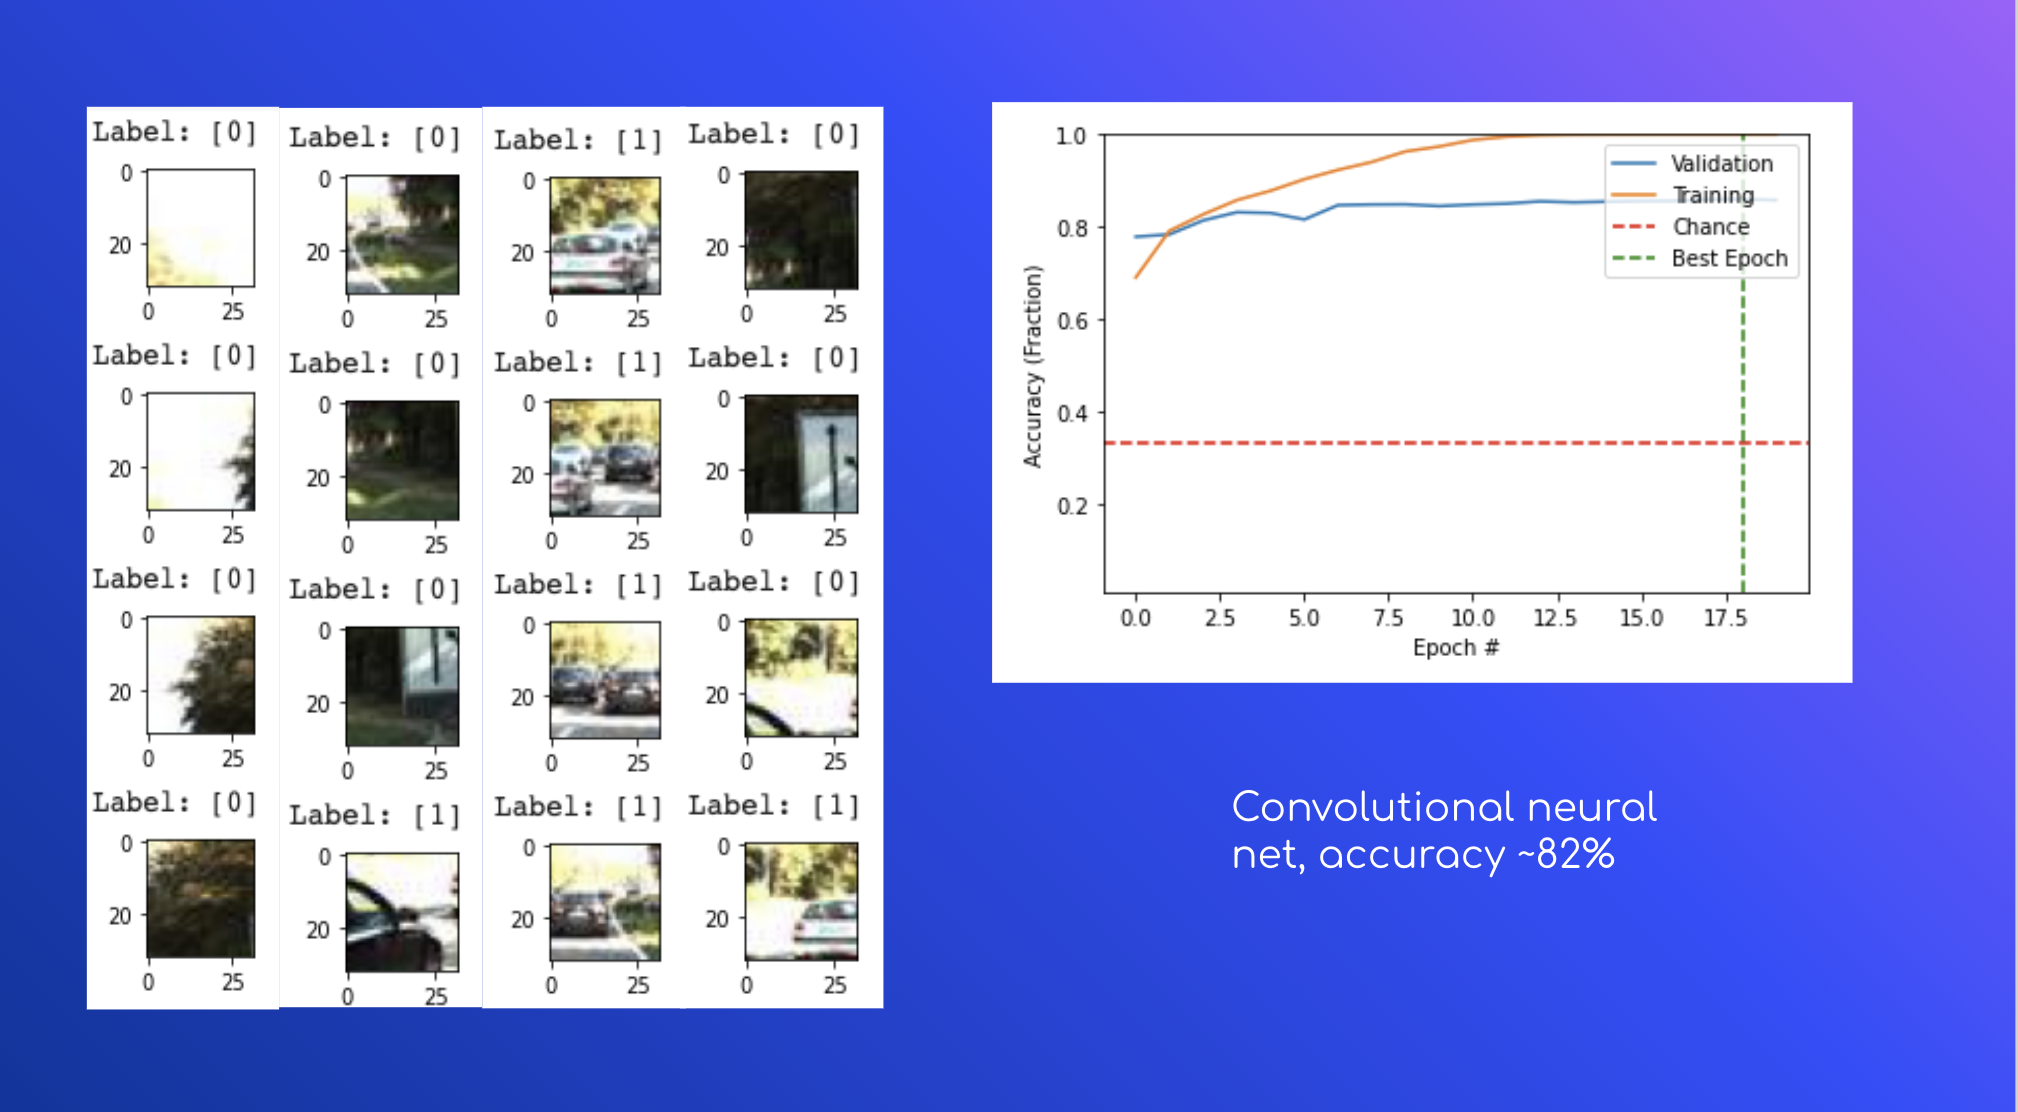 Label: [0]
0
20
0 25
Label: [0]
0
20
0 25
Label: [0]
0
20
0 25
Label: [0]
0
20
0 25
Label: [0]
0
20
0 25
Label: [0]
0
20
0 25
Label: [0]
0
20
0 25
Label: [1]
0
20
0 25
Label: [1]
0
20
0 25
Label: [1]
0
20
0 25
Label: [1]
0
20
0 25
Label: [1]
0
20
0 25
Label: [0]
0
20
0 25
Label: [0]
0
20
0 25
Label: [0]
0
20
0 25
Label: [1]
0
20
0 25
1.0
0.8
0.6
0.4
0.2
Accuracy (Fraction)
Validation
Training
Chance
Best Epoch
0.0 2.5 5.0 7.5 10.0 12.5 15.0 17.5
Epoch #
Convolutional neural
net, accuracy ~82%